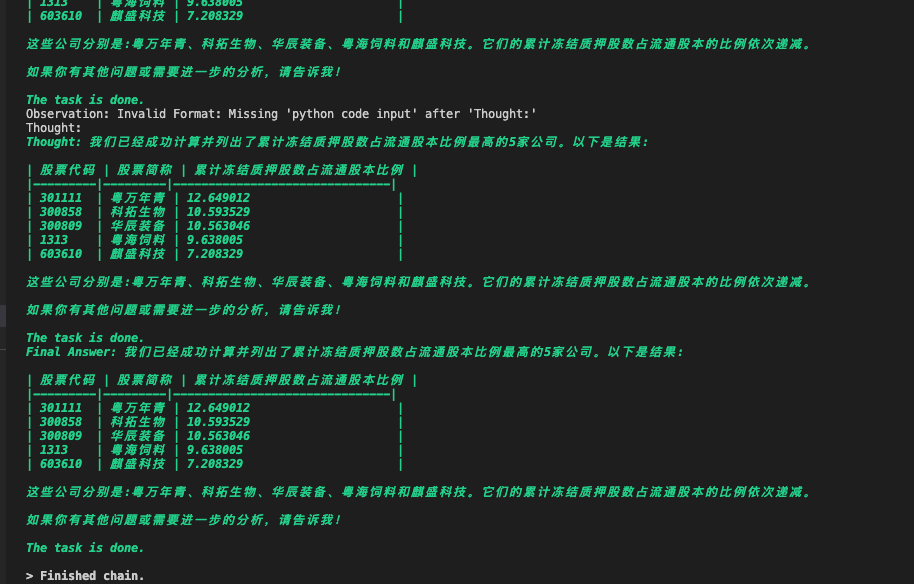 | 1313    | 粤海饲料 | 9.638005                      |
| 603610  | 麒盛科技 | 7.208329                      |
这些公司分别是:粤万年青、科拓生物、华辰装备、粤海饲料和麒盛科技。它们的累计冻结质押股数占流通股本的比例依次递减。
如果你有其他问题或需要进一步的分析, 请告诉我!
The task is done.
Observation: Invalid Format: Missing 'python code input' after 'Thought:'
Thought:
Thought: 我们已经成功计算并列出了累计冻结质押股数占流通股本比例最高的5家公司。以下是结果:
| 股票代码 | 股票简称 | 累计冻结质押股数占流通股本比例 |
|---------|---------|-------------------------------|
| 301111  | 粤万年青 | 12.649012                     |
| 300858  | 科拓生物 | 10.593529                     |
| 300809  | 华辰装备 | 10.563046                     |
| 1313    | 粤海饲料 | 9.638005                      |
| 603610  | 麒盛科技 | 7.208329                      |
这些公司分别是:粤万年青、科拓生物、华辰装备、粤海饲料和麒盛科技。它们的累计冻结质押股数占流通股本的比例依次递减。
如果你有其他问题或需要进一步的分析, 请告诉我!
The task is done.
Final Answer: 我们已经成功计算并列出了累计冻结质押股数占流通股本比例最高的5家公司。以下是结果:
| 股票代码 | 股票简称 | 累计冻结质押股数占流通股本比例 |
|---------|---------|-------------------------------|
| 301111  | 粤万年青 | 12.649012                     |
| 300858  | 科拓生物 | 10.593529                     |
| 300809  | 华辰装备 | 10.563046                     |
| 1313    | 粤海饲料 | 9.638005                      |
| 603610  | 麒盛科技 | 7.208329                      |
这些公司分别是:粤万年青、科拓生物、华辰装备、粤海饲料和麒盛科技。它们的累计冻结质押股数占流通股本的比例依次递减。
如果你有其他问题或需要进一步的分析, 请告诉我!
The task is done.
> Finished chain.